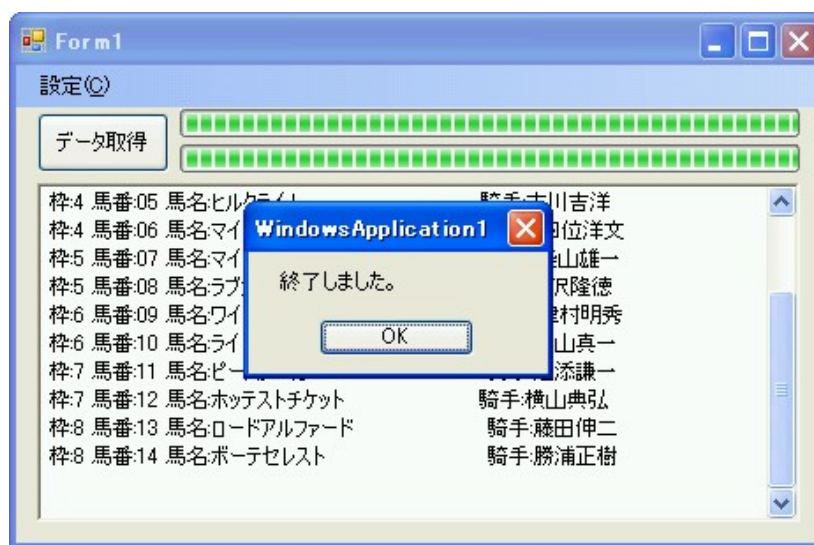 Form1
設定(C)
データ取得
枠:4 馬番:05 馬名:ヒルクライム 騎手:古川吉洋
枠:4 馬番:06 馬名:マイ 位洋文
枠:5 馬番:07 馬名:マイ 山雄一
枠:5 馬番:08 馬名:ラブ 沢隆徳
枠:6 馬番:09 馬名:ワイ 津村明秀
枠:6 馬番:10 馬名:ライ 山真一
枠:7 馬番:11 馬名:ピー 添謙一
枠:7 馬番:12 馬名:ホッテストチケット 騎手:横山典弘
枠:8 馬番:13 馬名:ロードアルファード 騎手:藤田伸二
枠:8 馬番:14 馬名:ボーテセレスト 騎手:勝浦正樹
WindowsApplication1
終了しました。
OK